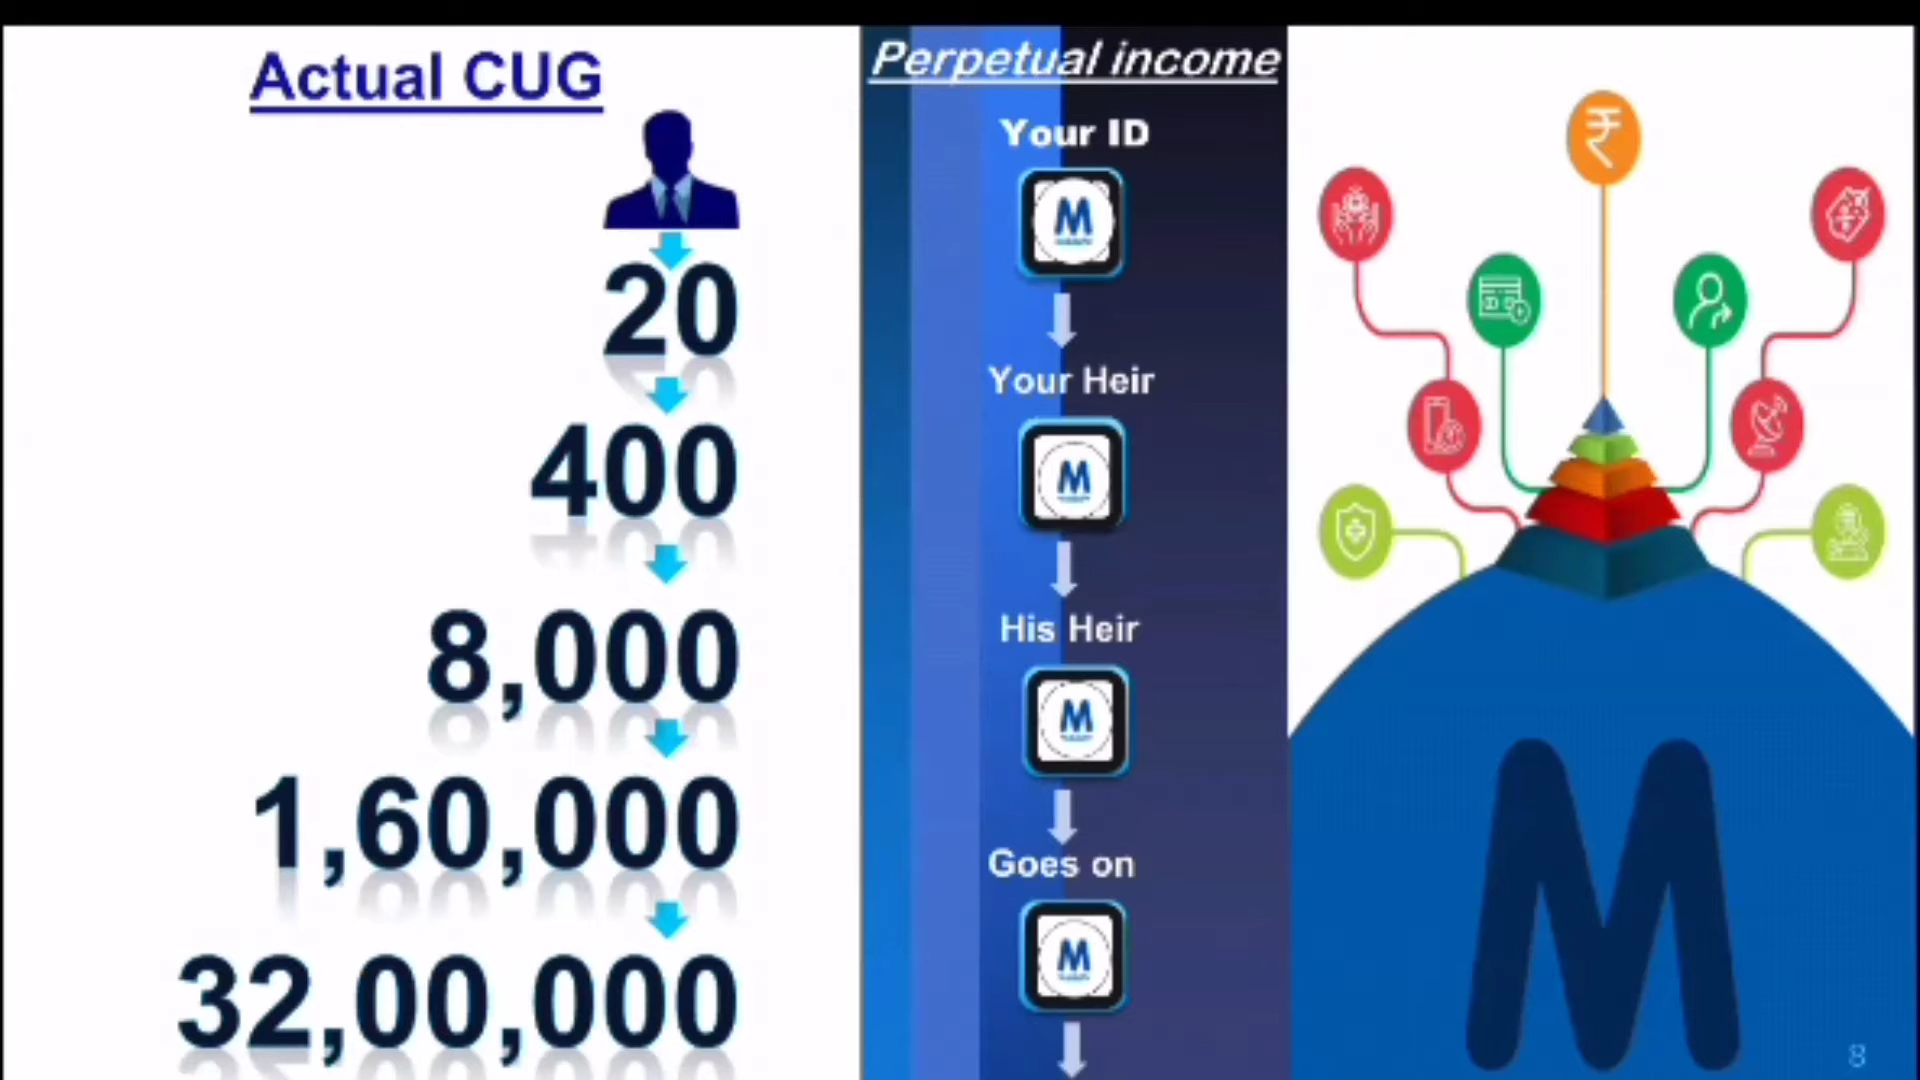 Actual CUG
20
400
8,000
1,60,000
32,00,000
Perpetual income
Your ID
M
Your Heir
M
His Heir
M
Goes on
M
₹
M
8